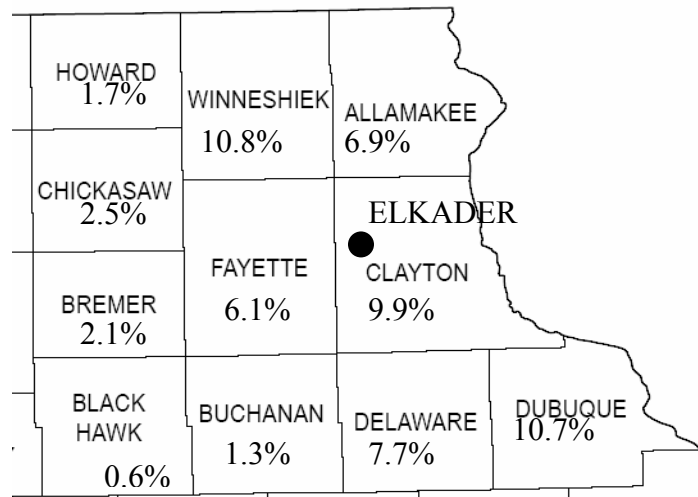 HOWARD
1.7%
WINNESHIEK
10.8%
ALLAMAKEE
6.9%
CHICKASAW
2.5%
ELKADER
FAYETTE
6.1%
CLAYTON
9.9%
BREMER
2.1%
BLACK
HAWK
0.6%
BUCHANAN
1.3%
DELAWARE
7.7%
DUBUQUE
10.7%